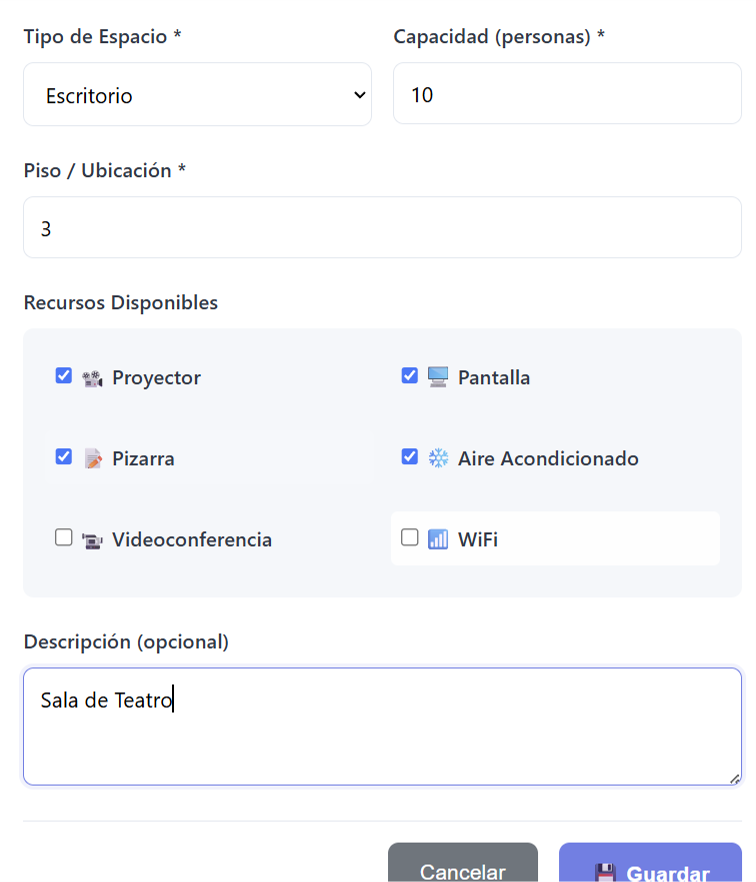 Tipo de Espacio * Capacidad (personas) *
Escritorio 10
Piso / Ubicación *
3
Recursos Disponibles
Proyector Pantalla
Pizarra Aire Acondicionado
Videoconferencia WiFi
Descripción (opcional)
Sala de Teatro
Cancelar Guardar